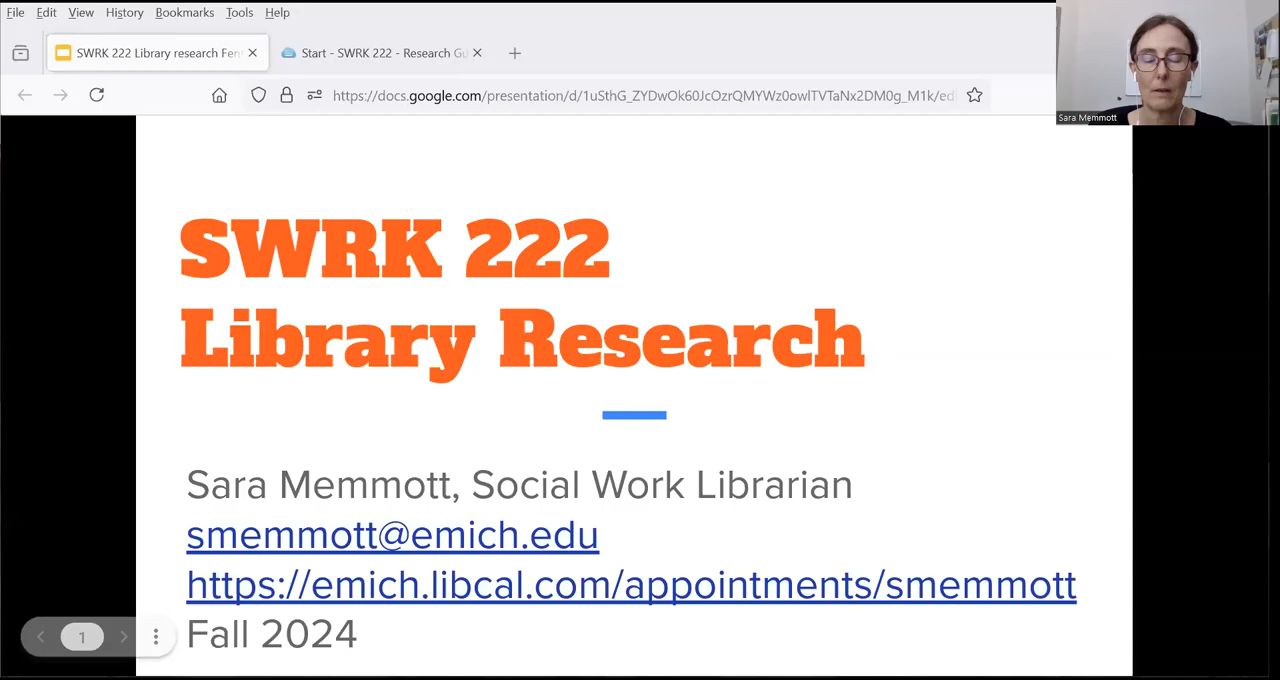 File Edit View History Bookmarks Tools Help
SWRK 222 Library research Fen
Start - SWRK 222 - Research Gu
https://docs.google.com/presentation/d/1uSthG_ZYDwOk60JcOzrQMYWz0owlTVTaNx2DM0g_M1k/ed
Sara Memmott
SWRK 222
Library Research
Sara Memmott, Social Work Librarian
smemmott@emich.edu
https://emich.libcal.com/appointments/smemmott
Fall 2024
1